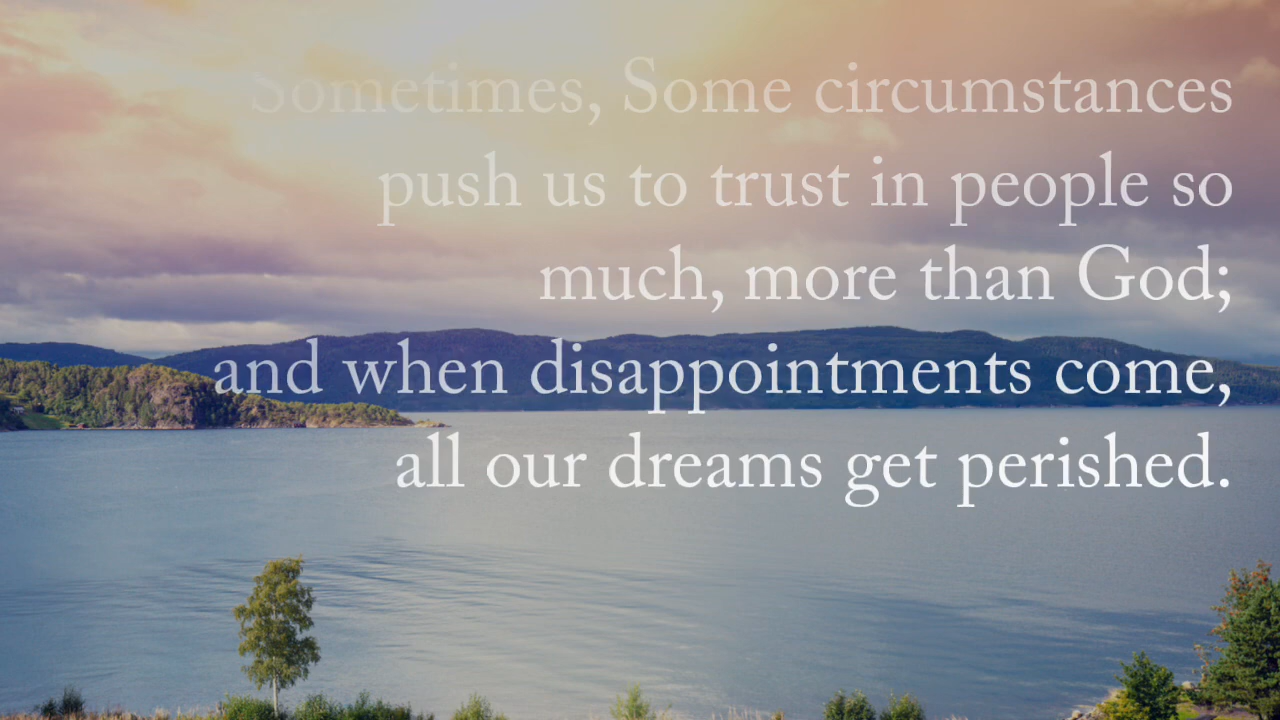 Sometimes, Some circumstances
push us to trust in people so
much, more than God;
and when disappointments come,
all our dreams get perished.